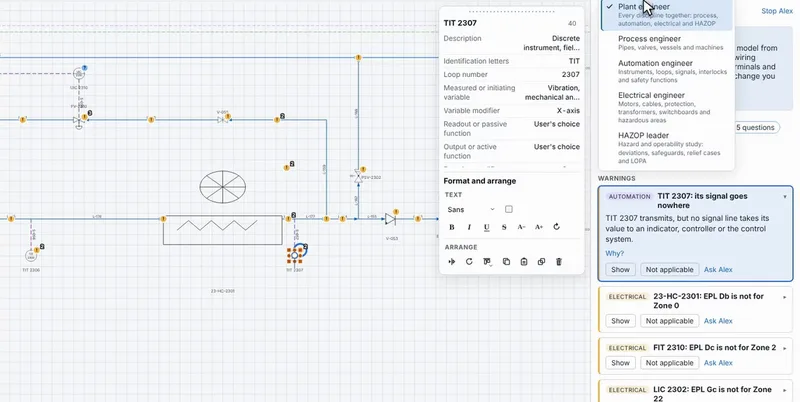 TIT 2307
40
Description
Discrete
instrument, fiel...
Identification letters
TIT
Loop number
2307
Measured or initiating
variable
Vibration,
mechanical an...
Variable modifier
X-axis
Readout or passive
function
User's choice
Output or active
function
User's choice
Format and arrange
TEXT
Sans
B I U S A- A+
ARRANGE
TIT 2306
TIT 2307
23-HC-2301
V-053
Plant engineer
Every discipline together: process,
automation, electrical and HAZOP
Process engineer
Pipes, valves, vessels and machines
Automation engineer
Instruments, loops, signals, interlocks
and safety functions
Electrical engineer
Motors, cables, protection,
transformers, switchboards and
hazardous areas
HAZOP leader
Hazard and operability study:
deviations, safeguards, relief cases
and LOPA
Stop Alex
model from
wiring
rminals and
change you
5 questions
WARNINGS
AUTOMATION TIT 2307: its signal goes
nowhere
TIT 2307 transmits, but no signal line takes its
value to an indicator, controller or the control
system.
Why?
Show Not applicable Ask Alex
ELECTRICAL 23-HC-2301: EPL Db is not for
Zone 0
Show Not applicable Ask Alex
ELECTRICAL FIT 2310: EPL Dc is not for Zone 2
Show Not applicable Ask Alex
ELECTRICAL LIC 2302: EPL Gc is not for Zone
22